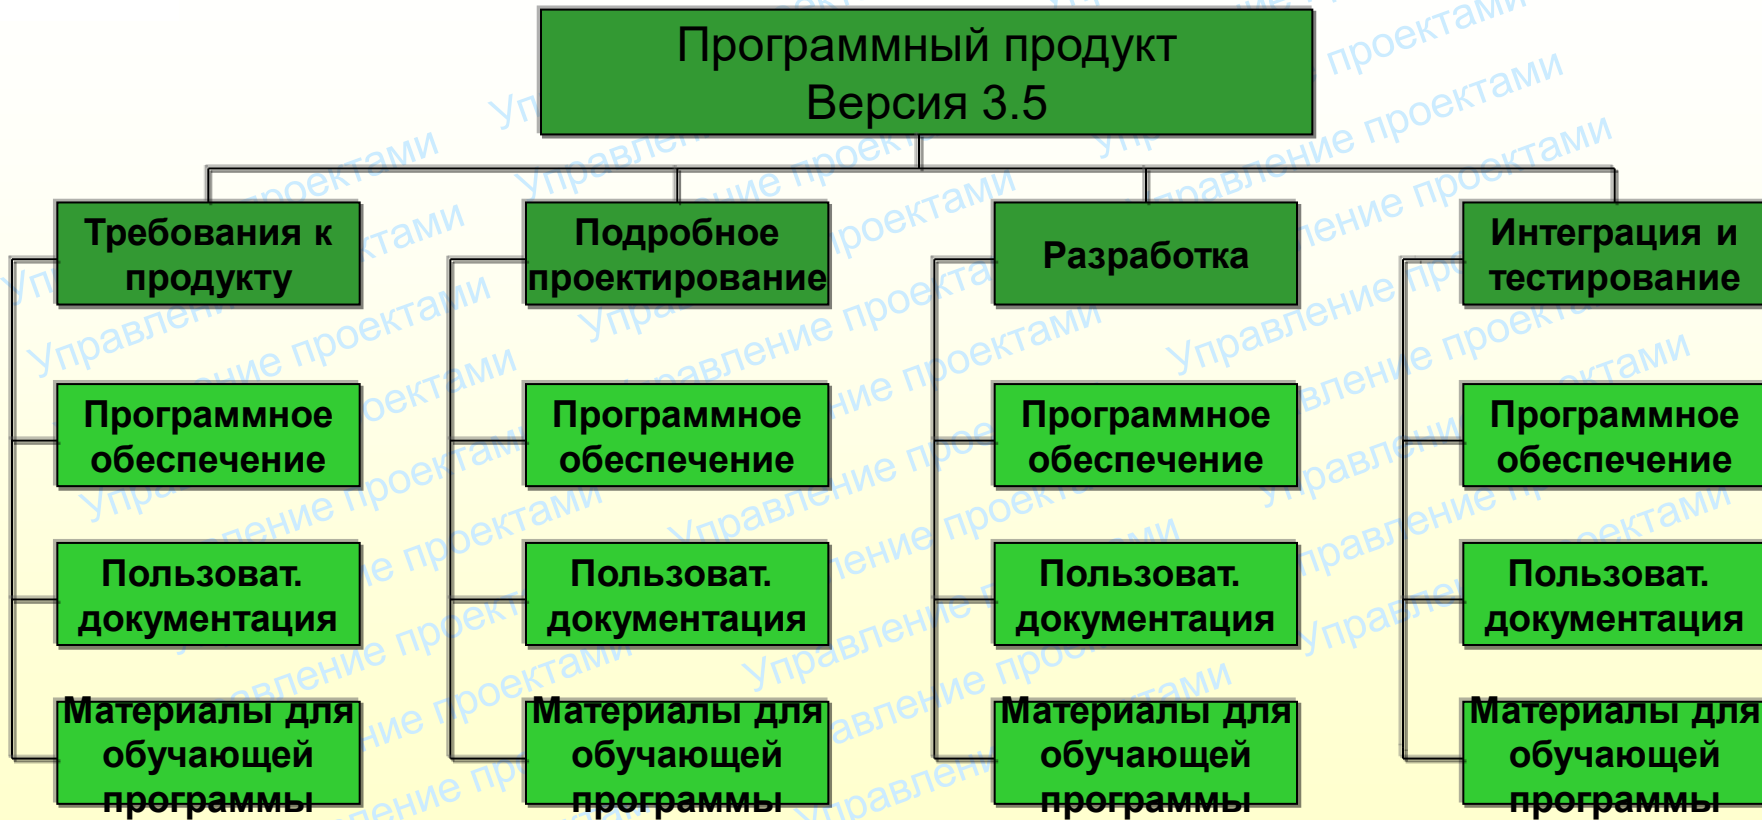 Программный продукт
Версия 3.5
Требования к
продукту
Подробное
проектирование
Разработка
Интеграция и
тестирование
Программное
обеспечение
Программное
обеспечение
Программное
обеспечение
Программное
обеспечение
Пользоват.
документация
Пользоват.
документация
Пользоват.
документация
Пользоват.
документация
Материалы для
обучающей
программы
Материалы для
обучающей
программы
Материалы для
обучающей
программы
Материалы для
обучающей
программы